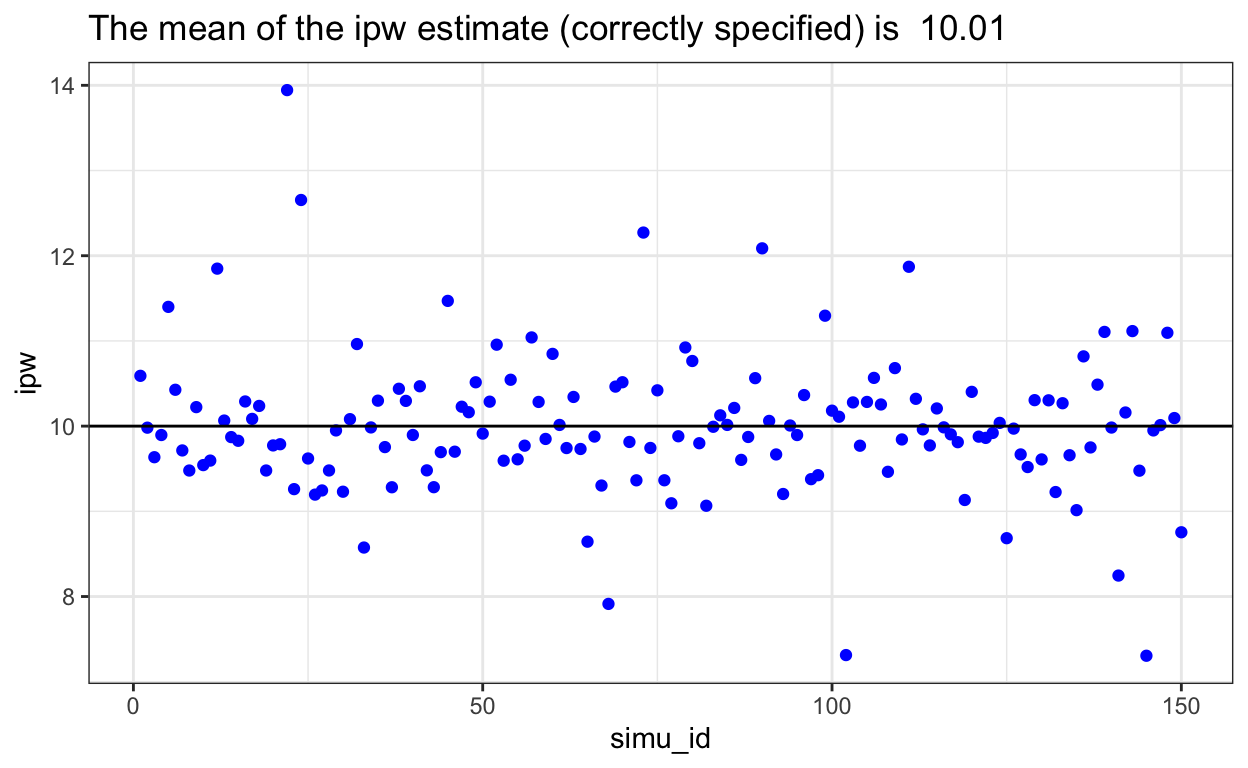 The mean of the ipw estimate (correctly specified) is  10.01
14
12
10
8
ipw
0 50 100 150
simu_id